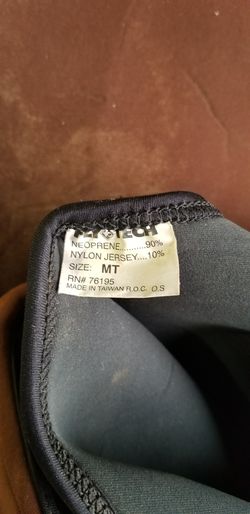 NEOPRENE..........90%
NYLON JERSEY....10%
SIZE: MT
RN# 76195
MADE IN TAIWAN R.O.C. O.S